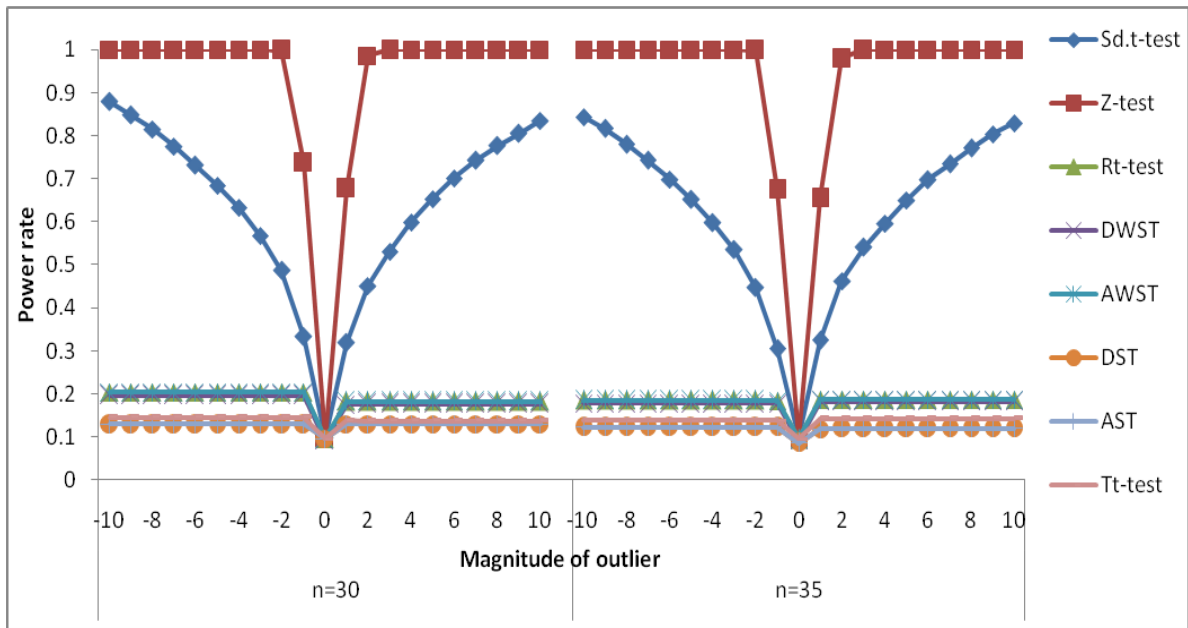 Power rate
1
0.9
0.8
0.7
0.6
0.5
0.4
0.3
0.2
0.1
0
-10 -8 -6 -4 -2 0 2 4 6 8 10 -10 -8 -6 -4 -2 0 2 4 6 8 10
Magnitude of outlier
n=30 n=35
Sd.t-test
Z-test
Rt-test
DWST
AWST
DST
AST
Tt-test